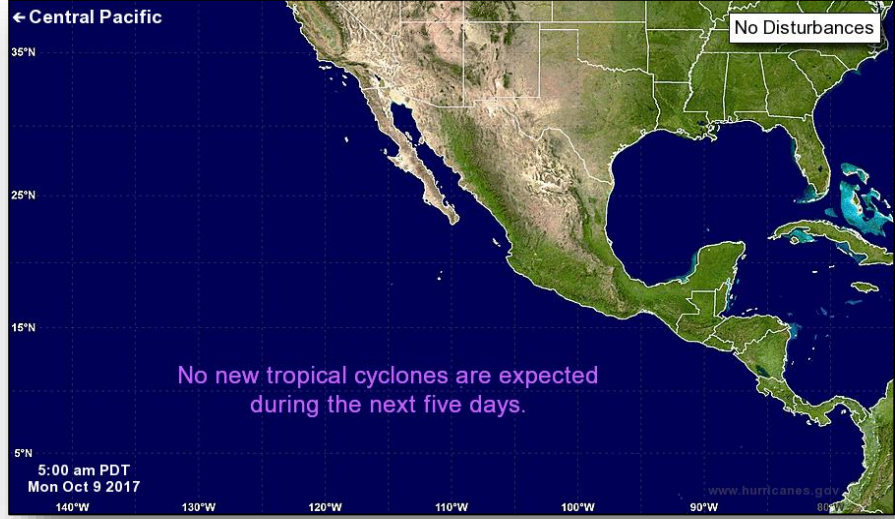 ←Central Pacific
No Disturbances
35°N
25°N
15°N
No new tropical cyclones are expected
during the next five days.
5°N
5:00 am PDT
Mon Oct 9 2017
www.hurricanes.gov
140°W 130°W 120°W 110°W 100°W 90°W 80°W